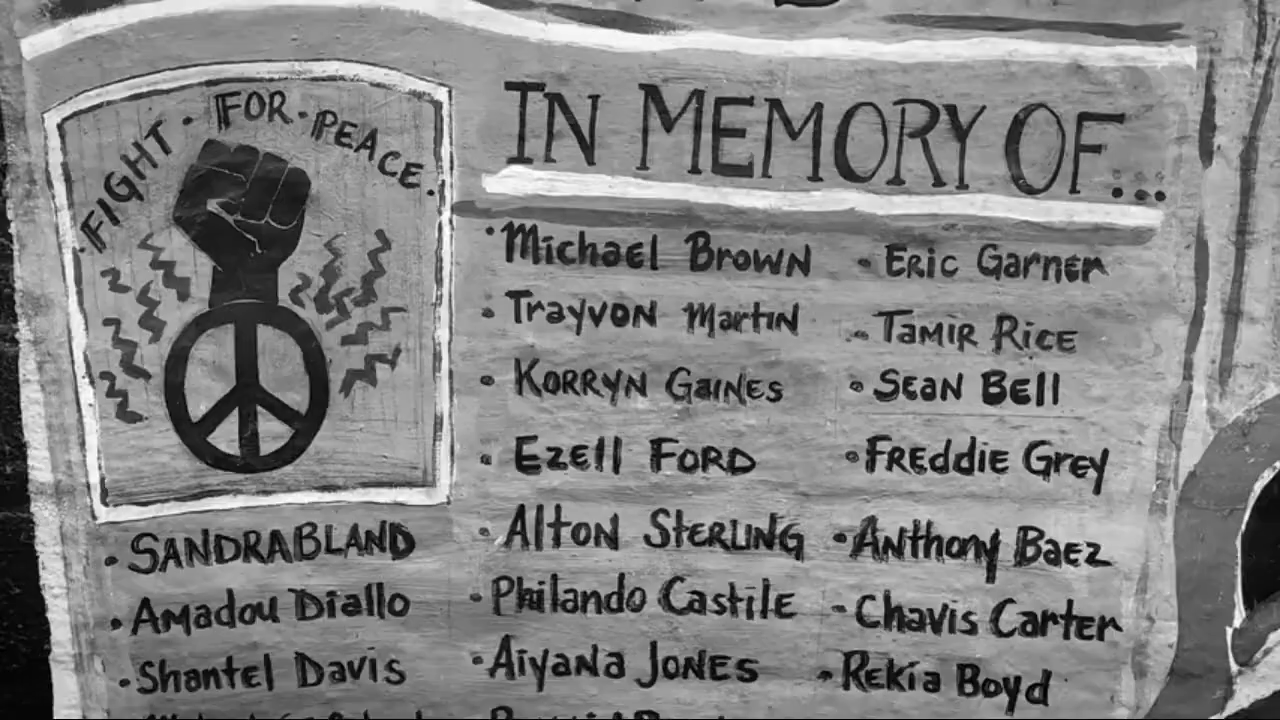 FIGHT · FOR · PEACE.
IN MEMORY OF...
· Michael Brown
· Eric Garner
· Trayvon Martin
· Tamir Rice
· Korryn Gaines
· Sean Bell
· Ezell Ford
· Freddie Grey
· SANDRA BLAND
· Alton Sterling
· Anthony Baez
· Amadou Diallo
· Philando Castile
· Chavis Carter
· Shantel Davis
· Aiyana Jones
· Rekia Boyd